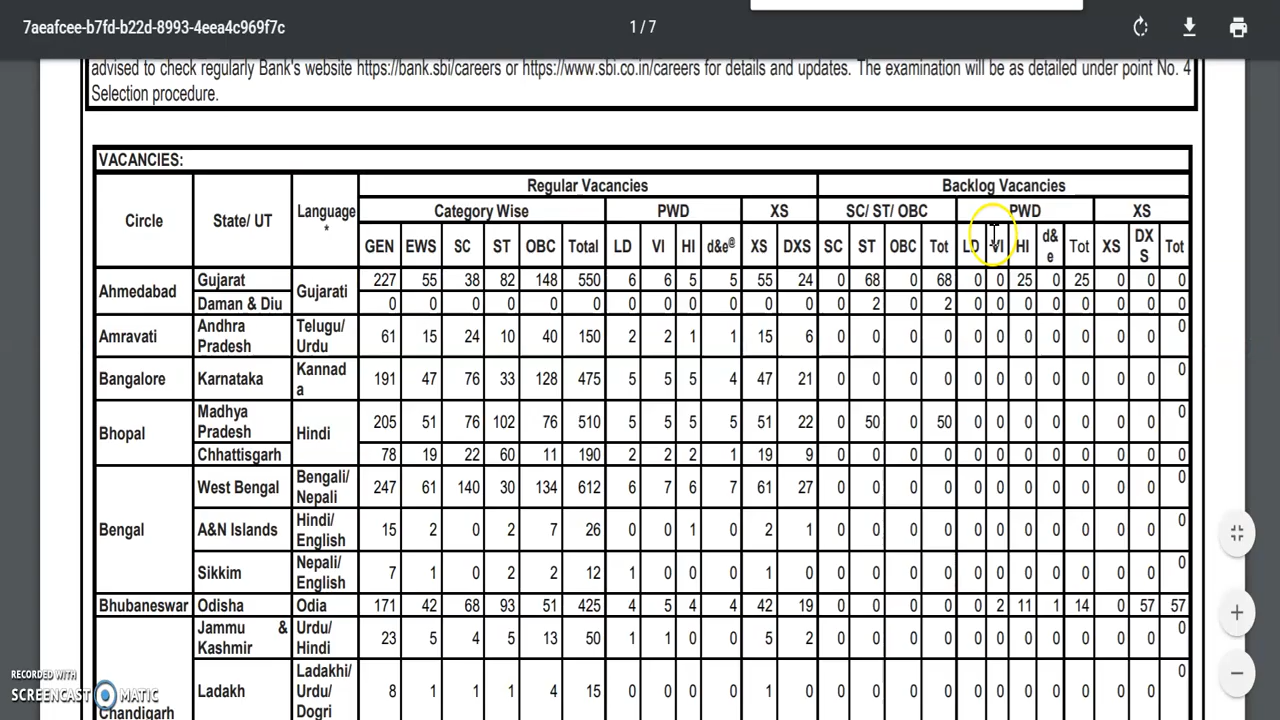 7aeafcee-b7fd-b22d-8993-4eea4c969f7c 1 / 7
advised to check regularly Bank's website https://bank.sbi/careers or https://www.sbi.co.in/careers for details and updates. The examination will be as detailed under point No. 4
Selection procedure.
VACANCIES:
Circle State/ UT Language * Regular Vacancies Backlog Vacancies
Category Wise PWD XS SC/ ST/ OBC PWD XS
GEN EWS SC ST OBC Total LD VI HI d&e@ XS DXS SC ST OBC Tot LD VI HI d& e Tot XS DX S Tot
Ahmedabad Gujarat Gujarati 227 55 38 82 148 550 6 6 5 5 55 24 0 68 0 68 0 0 25 0 25 0 0 0
Daman & Diu 0 0 0 0 0 0 0 0 0 0 0 0 0 2 0 2 0 0 0 0 0 0 0 0
Amravati Andhra Pradesh Telugu/ Urdu 61 15 24 10 40 150 2 2 1 1 15 6 0 0 0 0 0 0 0 0 0 0 0 0
Bangalore Karnataka Kannad a 191 47 76 33 128 475 5 5 5 4 47 21 0 0 0 0 0 0 0 0 0 0 0 0
Bhopal Madhya Pradesh Hindi 205 51 76 102 76 510 5 5 5 5 51 22 0 50 0 50 0 0 0 0 0 0 0 0
Chhattisgarh 78 19 22 60 11 190 2 2 2 1 19 9 0 0 0 0 0 0 0 0 0 0 0 0
Bengal West Bengal Bengali/ Nepali 247 61 140 30 134 612 6 7 6 7 61 27 0 0 0 0 0 0 0 0 0 0 0 0
A&N Islands Hindi/ English 15 2 0 2 7 26 0 0 1 0 2 1 0 0 0 0 0 0 0 0 0 0 0 0
Sikkim Nepali/ English 7 1 0 2 2 12 1 0 0 0 1 0 0 0 0 0 0 0 0 0 0 0 0 0
Bhubaneswar Odisha Odia 171 42 68 93 51 425 4 5 4 4 42 19 0 0 0 0 0 2 11 1 14 0 57 57
Jammu & Kashmir Urdu/ Hindi 23 5 4 5 13 50 1 1 0 0 5 2 0 0 0 0 0 0 0 0 0 0 0 0
Chandigarh Ladakh Ladakhi/ Urdu/ Dogri 8 1 1 1 4 15 0 0 0 0 1 0 0 0 0 0 0 0 0 0 0 0 0 0
RECORDED WITH
SCREENCAST MATIC